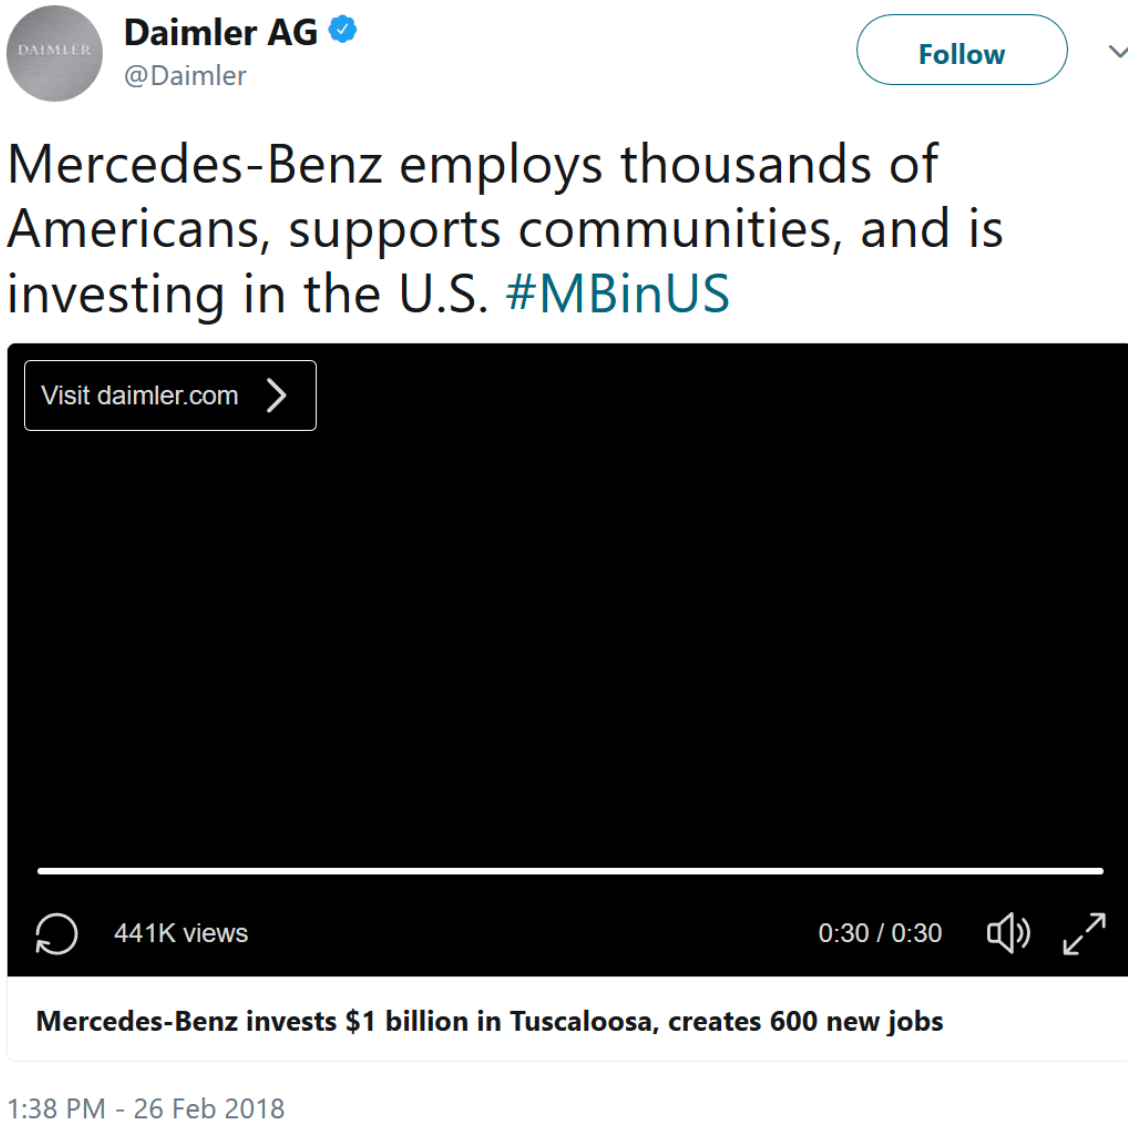 DAIMLER
Daimler AG
@Daimler
Follow
Mercedes-Benz employs thousands of
Americans, supports communities, and is
investing in the U.S. #MBinUS
Visit daimler.com
441K views
0:30 / 0:30
Mercedes-Benz invests $1 billion in Tuscaloosa, creates 600 new jobs
1:38 PM - 26 Feb 2018